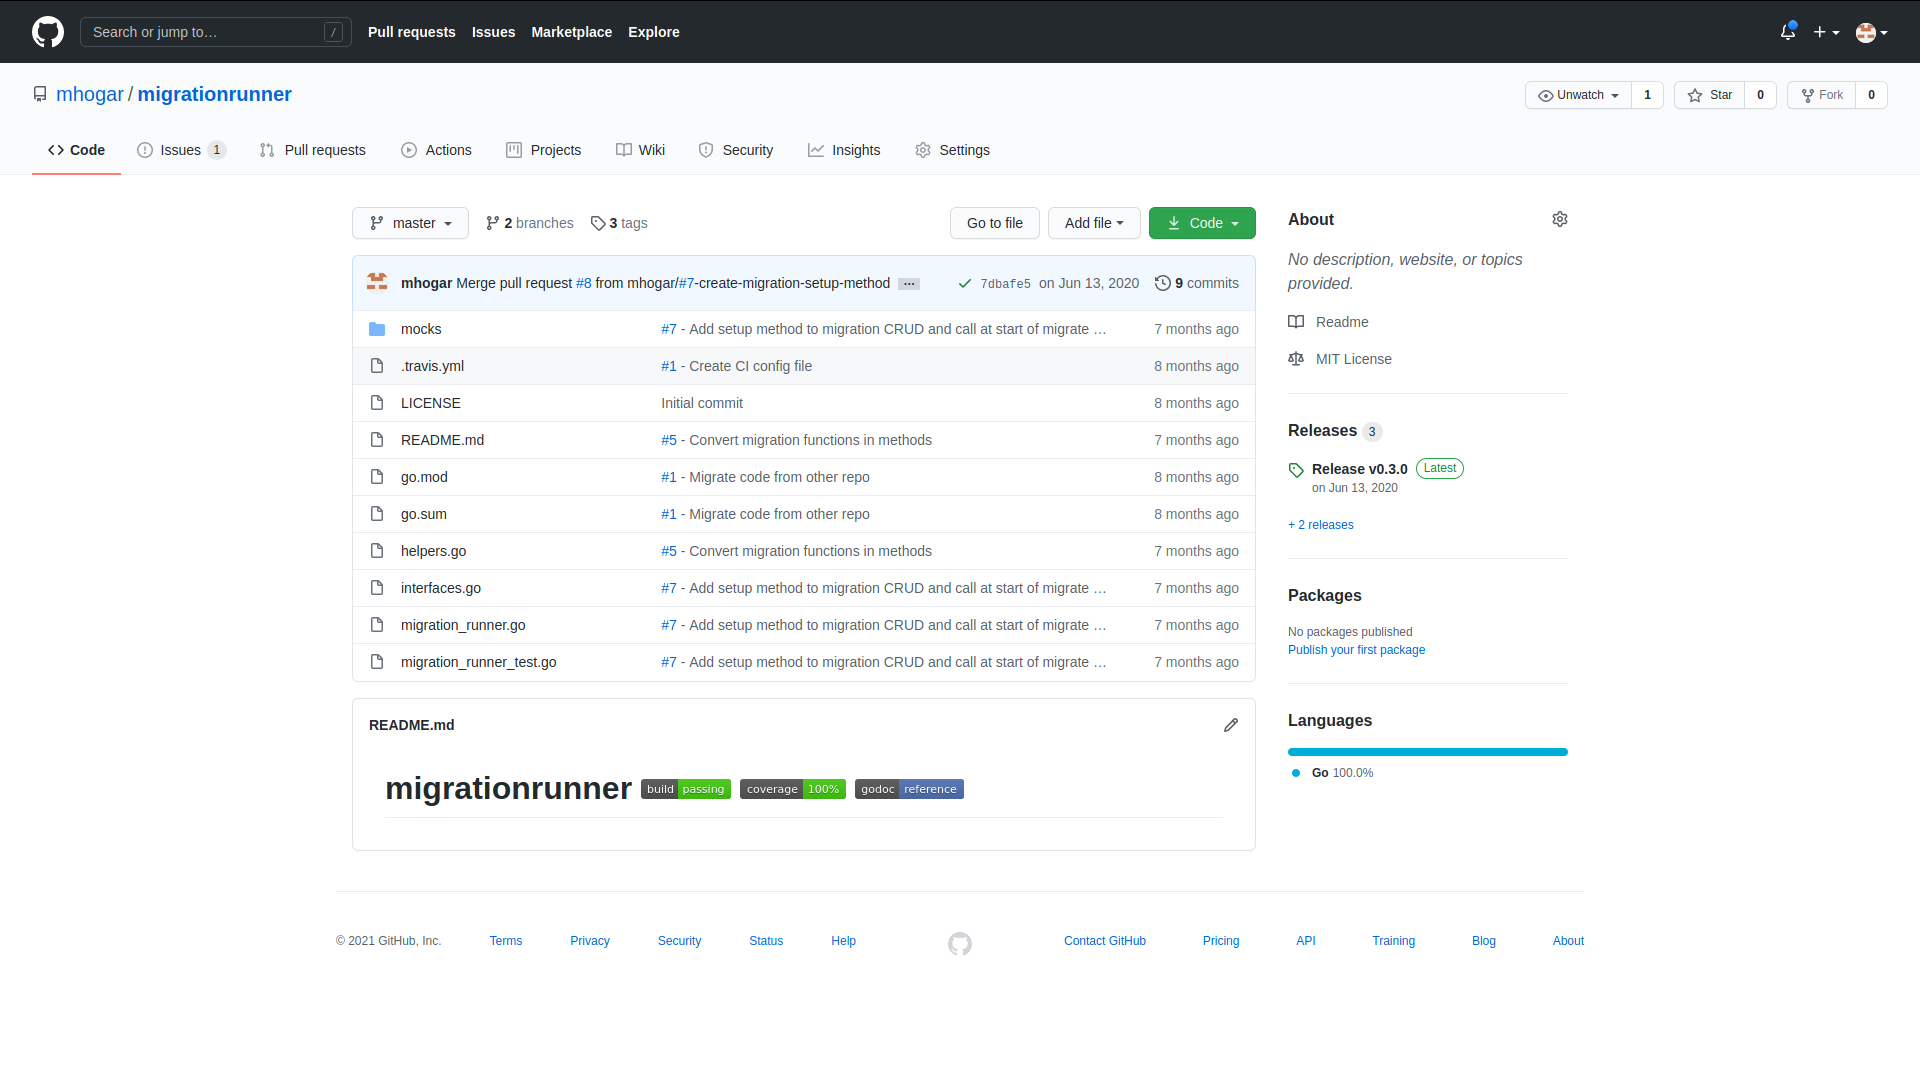 Search or jump to… /
Pull requests Issues Marketplace Explore
mhogar / migrationrunner
Unwatch 1 Star 0 Fork 0
Code Issues 1 Pull requests Actions Projects Wiki Security Insights Settings
master 2 branches 3 tags Go to file Add file Code
mhogar Merge pull request #8 from mhogar/#7-create-migration-setup-method … 7dbafe5 on Jun 13, 2020 9 commits
mocks #7 - Add setup method to migration CRUD and call at start of migrate … 7 months ago
.travis.yml #1 - Create CI config file 8 months ago
LICENSE Initial commit 8 months ago
README.md #5 - Convert migration functions in methods 7 months ago
go.mod #1 - Migrate code from other repo 8 months ago
go.sum #1 - Migrate code from other repo 8 months ago
helpers.go #5 - Convert migration functions in methods 7 months ago
interfaces.go #7 - Add setup method to migration CRUD and call at start of migrate … 7 months ago
migration_runner.go #7 - Add setup method to migration CRUD and call at start of migrate … 7 months ago
migration_runner_test.go #7 - Add setup method to migration CRUD and call at start of migrate … 7 months ago
README.md
migrationrunner build passing coverage 100% godoc reference
About
No description, website, or topics
provided.
Readme
MIT License
Releases 3
Release v0.3.0 Latest
on Jun 13, 2020
+ 2 releases
Packages
No packages published
Publish your first package
Languages
Go 100.0%
© 2021 GitHub, Inc. Terms Privacy Security Status Help Contact GitHub Pricing API Training Blog About